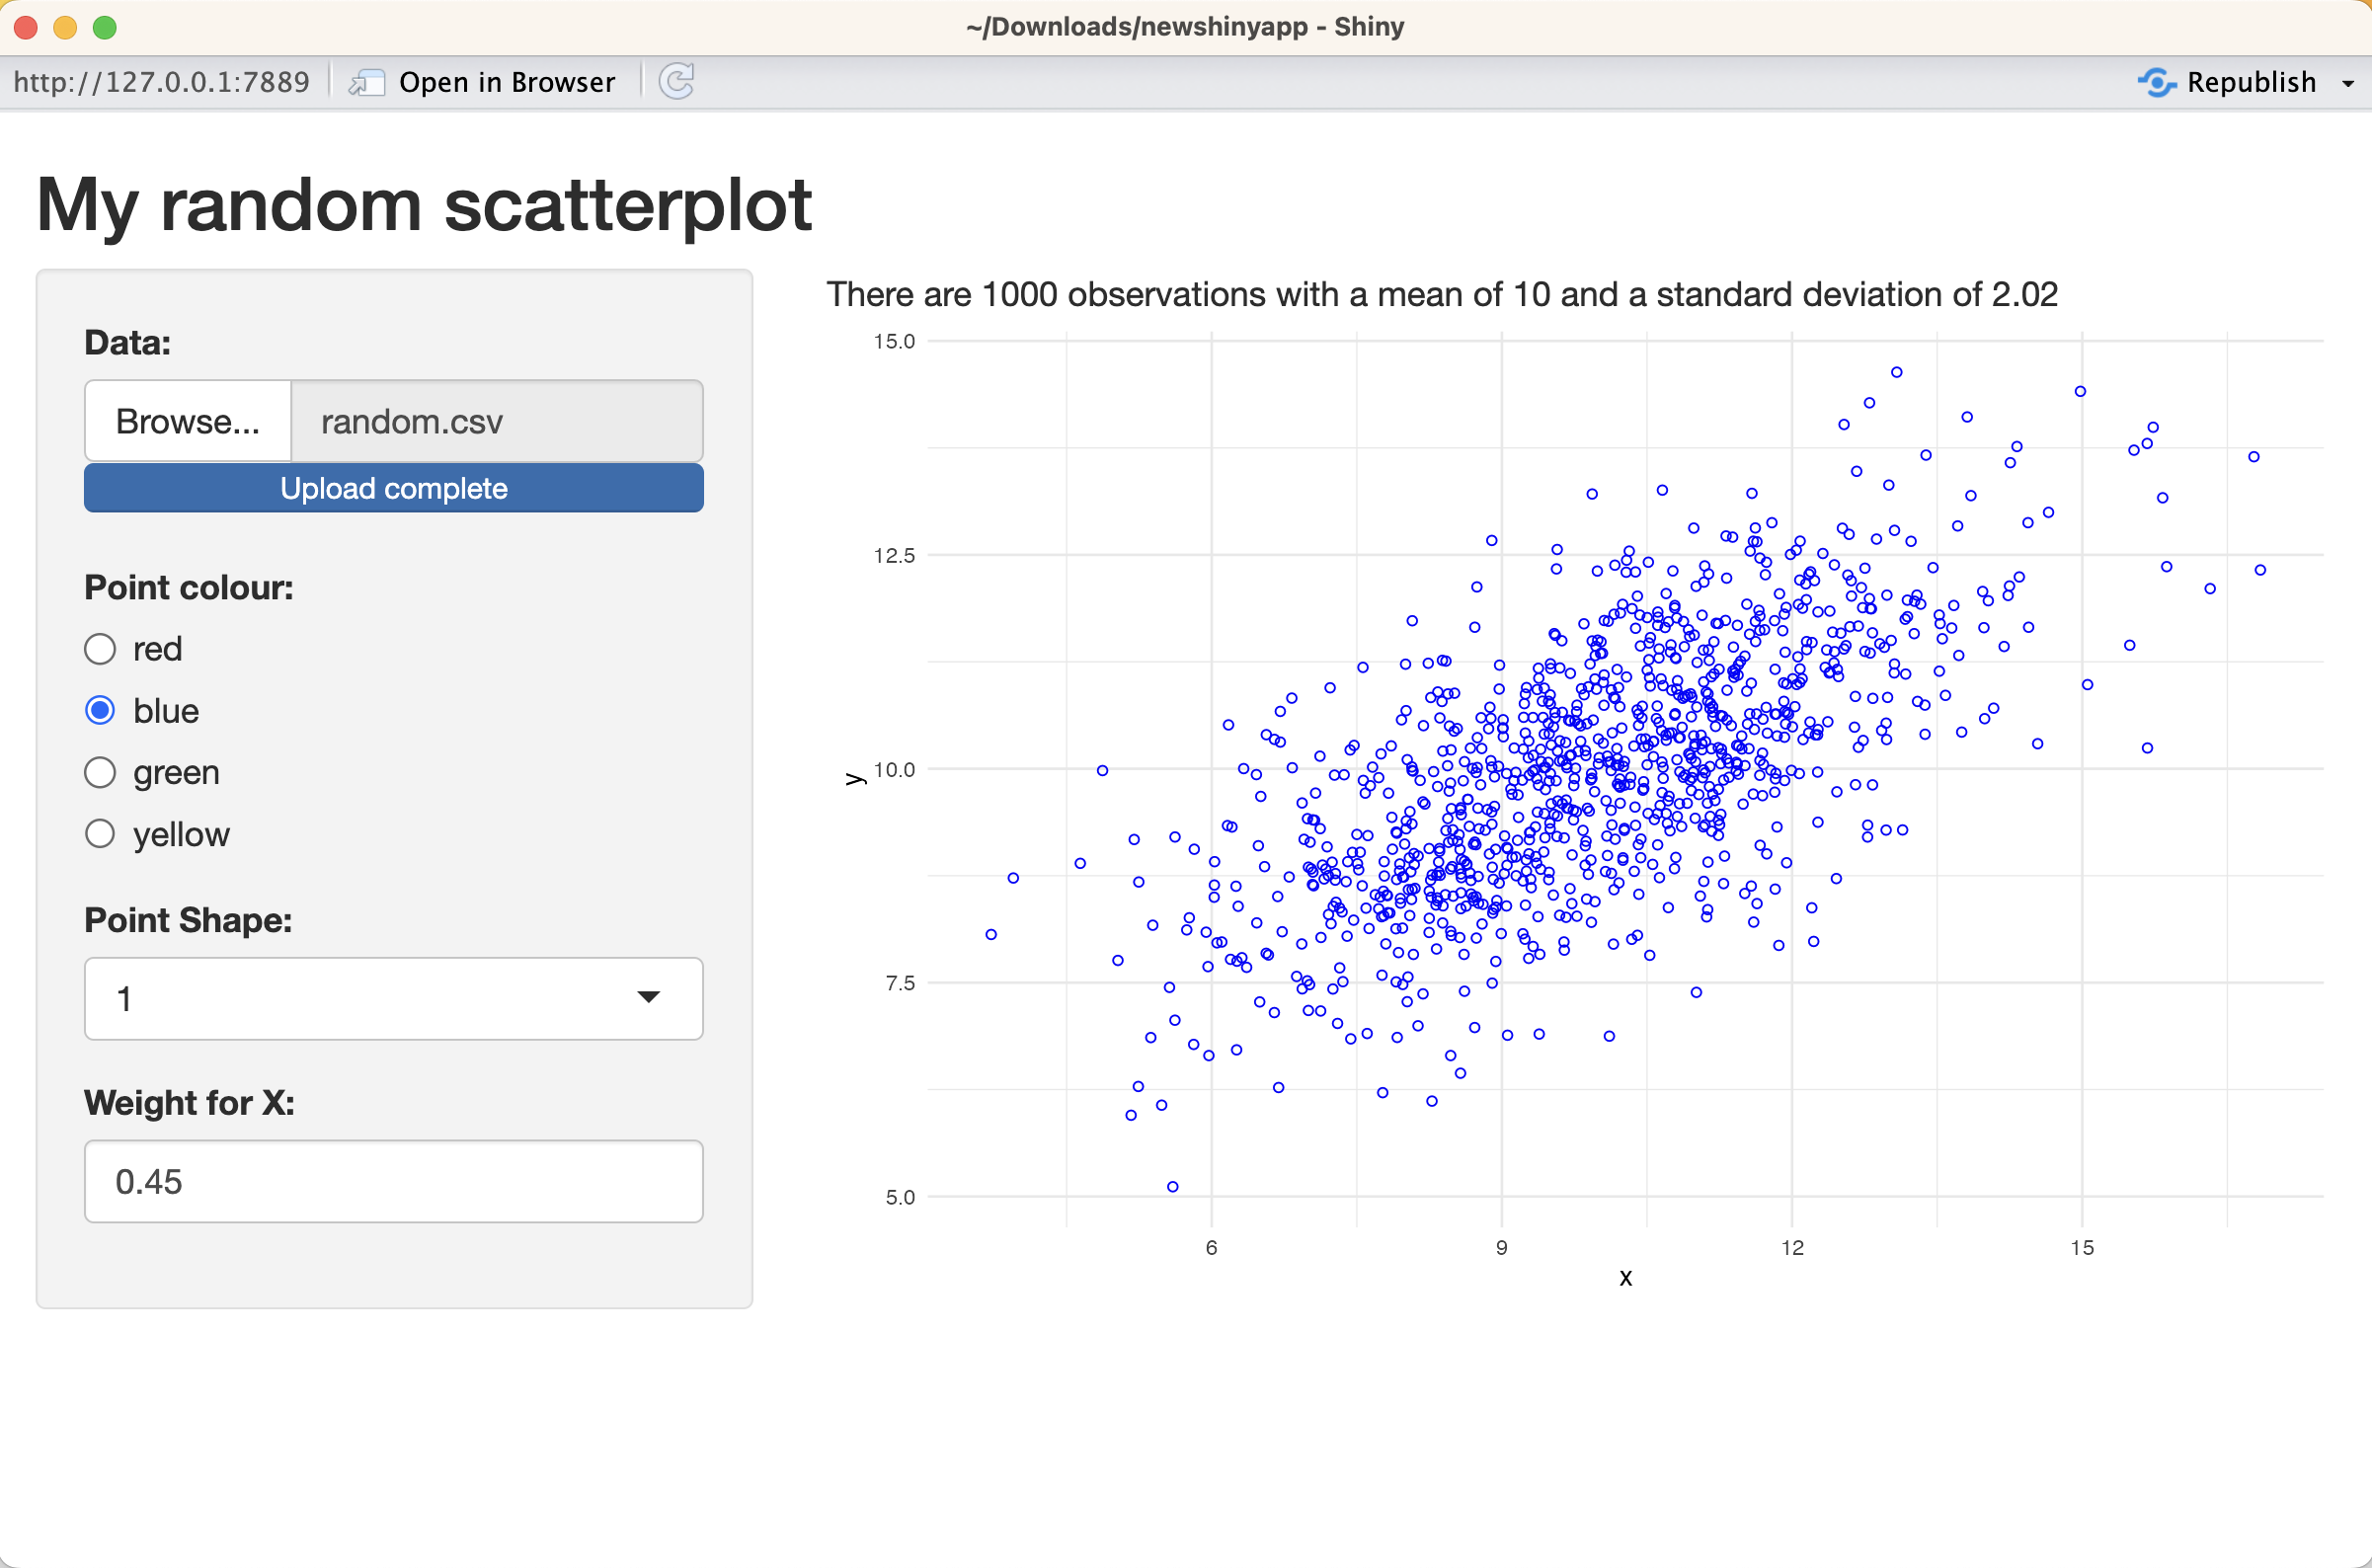 ~/Downloads/newshinyapp - Shiny
http://127.0.0.1:7889 Open in Browser Republish
My random scatterplot
Data:
Browse... random.csv
Upload complete
Point colour:
red
blue
green
yellow
Point Shape:
1
Weight for X:
0.45
There are 1000 observations with a mean of 10 and a standard deviation of 2.02
15.0
12.5
10.0
7.5
5.0
y
6 9 12 15
x